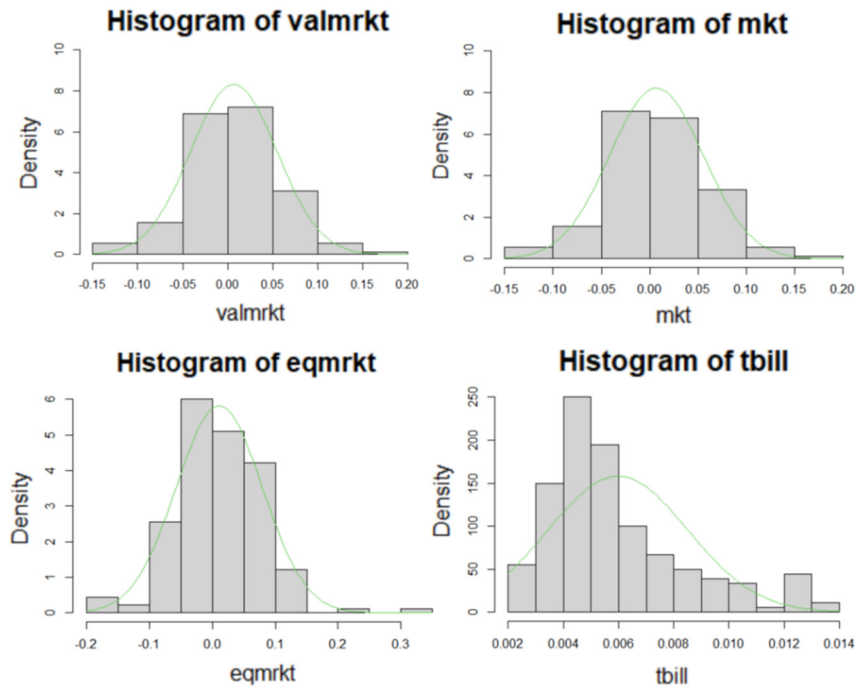 Histogram of valmrkt
Density
10
8
6
4
2
0
-0.15 -0.10 -0.05 0.00 0.05 0.10 0.15 0.20
valmrkt
Histogram of mkt
Density
10
8
6
4
2
0
-0.15 -0.10 -0.05 0.00 0.05 0.10 0.15 0.20
mkt
Histogram of eqmrkt
Density
6
5
4
3
2
1
0
-0.2 -0.1 0.0 0.1 0.2 0.3
eqmrkt
Histogram of tbill
Density
250
200
150
100
50
0
0.002 0.004 0.006 0.008 0.010 0.012 0.014
tbill